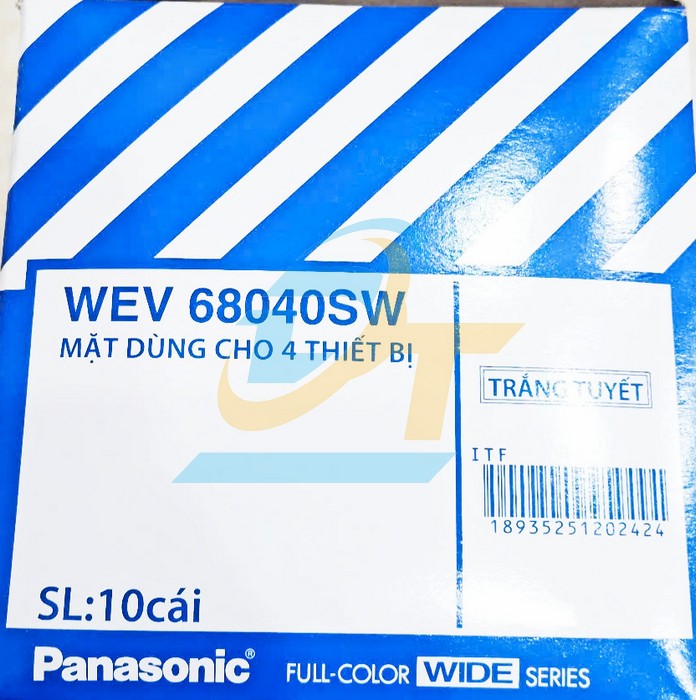 WEV 68040SW
MẶT DÙNG CHO 4 THIẾT BỊ
TRẮNG TUYẾT
ITF
18935251202424
SL:10cái
Panasonic®
FULL-COLOR WIDE SERIES
DT